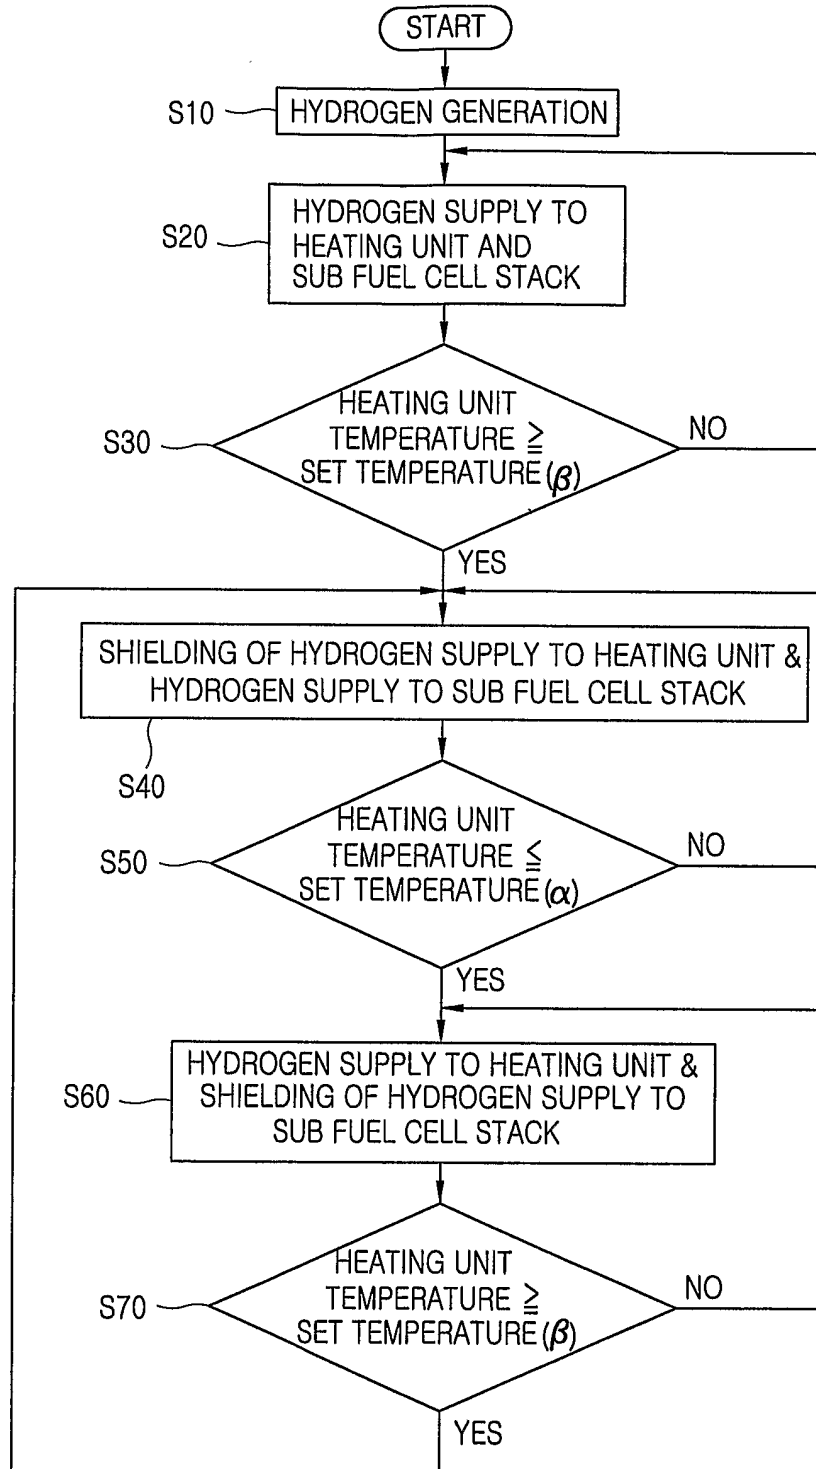 START
S10
HYDROGEN GENERATION
S20
HYDROGEN SUPPLY TO
HEATING UNIT AND
SUB FUEL CELL STACK
S30
HEATING UNIT
TEMPERATURE ≧
SET TEMPERATURE(β)
NO
YES
SHIELDING OF HYDROGEN SUPPLY TO HEATING UNIT &
HYDROGEN SUPPLY TO SUB FUEL CELL STACK
S40
S50
HEATING UNIT
TEMPERATURE ≦
SET TEMPERATURE(α)
NO
YES
S60
HYDROGEN SUPPLY TO HEATING UNIT &
SHIELDING OF HYDROGEN SUPPLY TO
SUB FUEL CELL STACK
S70
HEATING UNIT
TEMPERATURE ≧
SET TEMPERATURE(β)
NO
YES